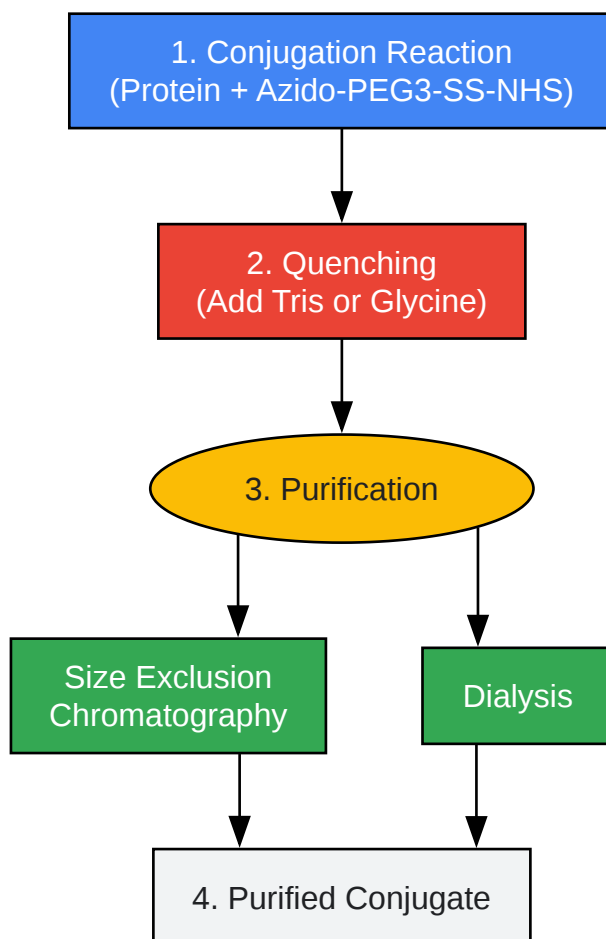 1. Conjugation Reaction
(Protein + Azido-PEG3-SS-NHS)
2. Quenching
(Add Tris or Glycine)
3. Purification
Size Exclusion
Chromatography
Dialysis
4. Purified Conjugate